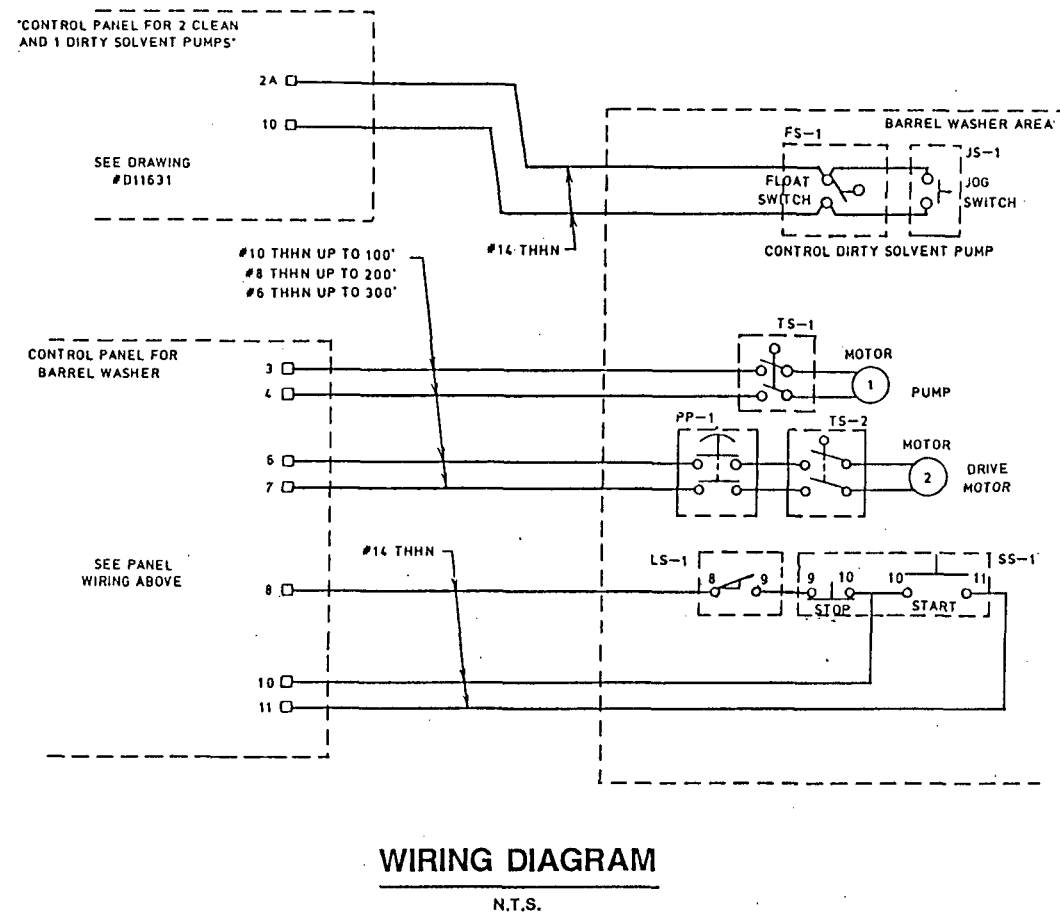 "CONTROL PANEL FOR 2 CLEAN
AND 1 DIRTY SOLVENT PUMPS"
2A
10
SEE DRAWING
#D11631
BARREL WASHER AREA
FS-1
JS-1
FLOAT
SWITCH
JOG
SWITCH
#14 THHN
CONTROL DIRTY SOLVENT PUMP
#10 THHN UP TO 100'
#8 THHN UP TO 200'
#6 THHN UP TO 300'
CONTROL PANEL FOR
BARREL WASHER
3
4
TS-1
MOTOR
1
PUMP
PP-1
TS-2
MOTOR
6
7
2
DRIVE
MOTOR
SEE PANEL
WIRING ABOVE
#14 THHN
LS-1
SS-1
8
8 9
9 10
10 11
STOP
START
10
11
WIRING DIAGRAM
N.T.S.